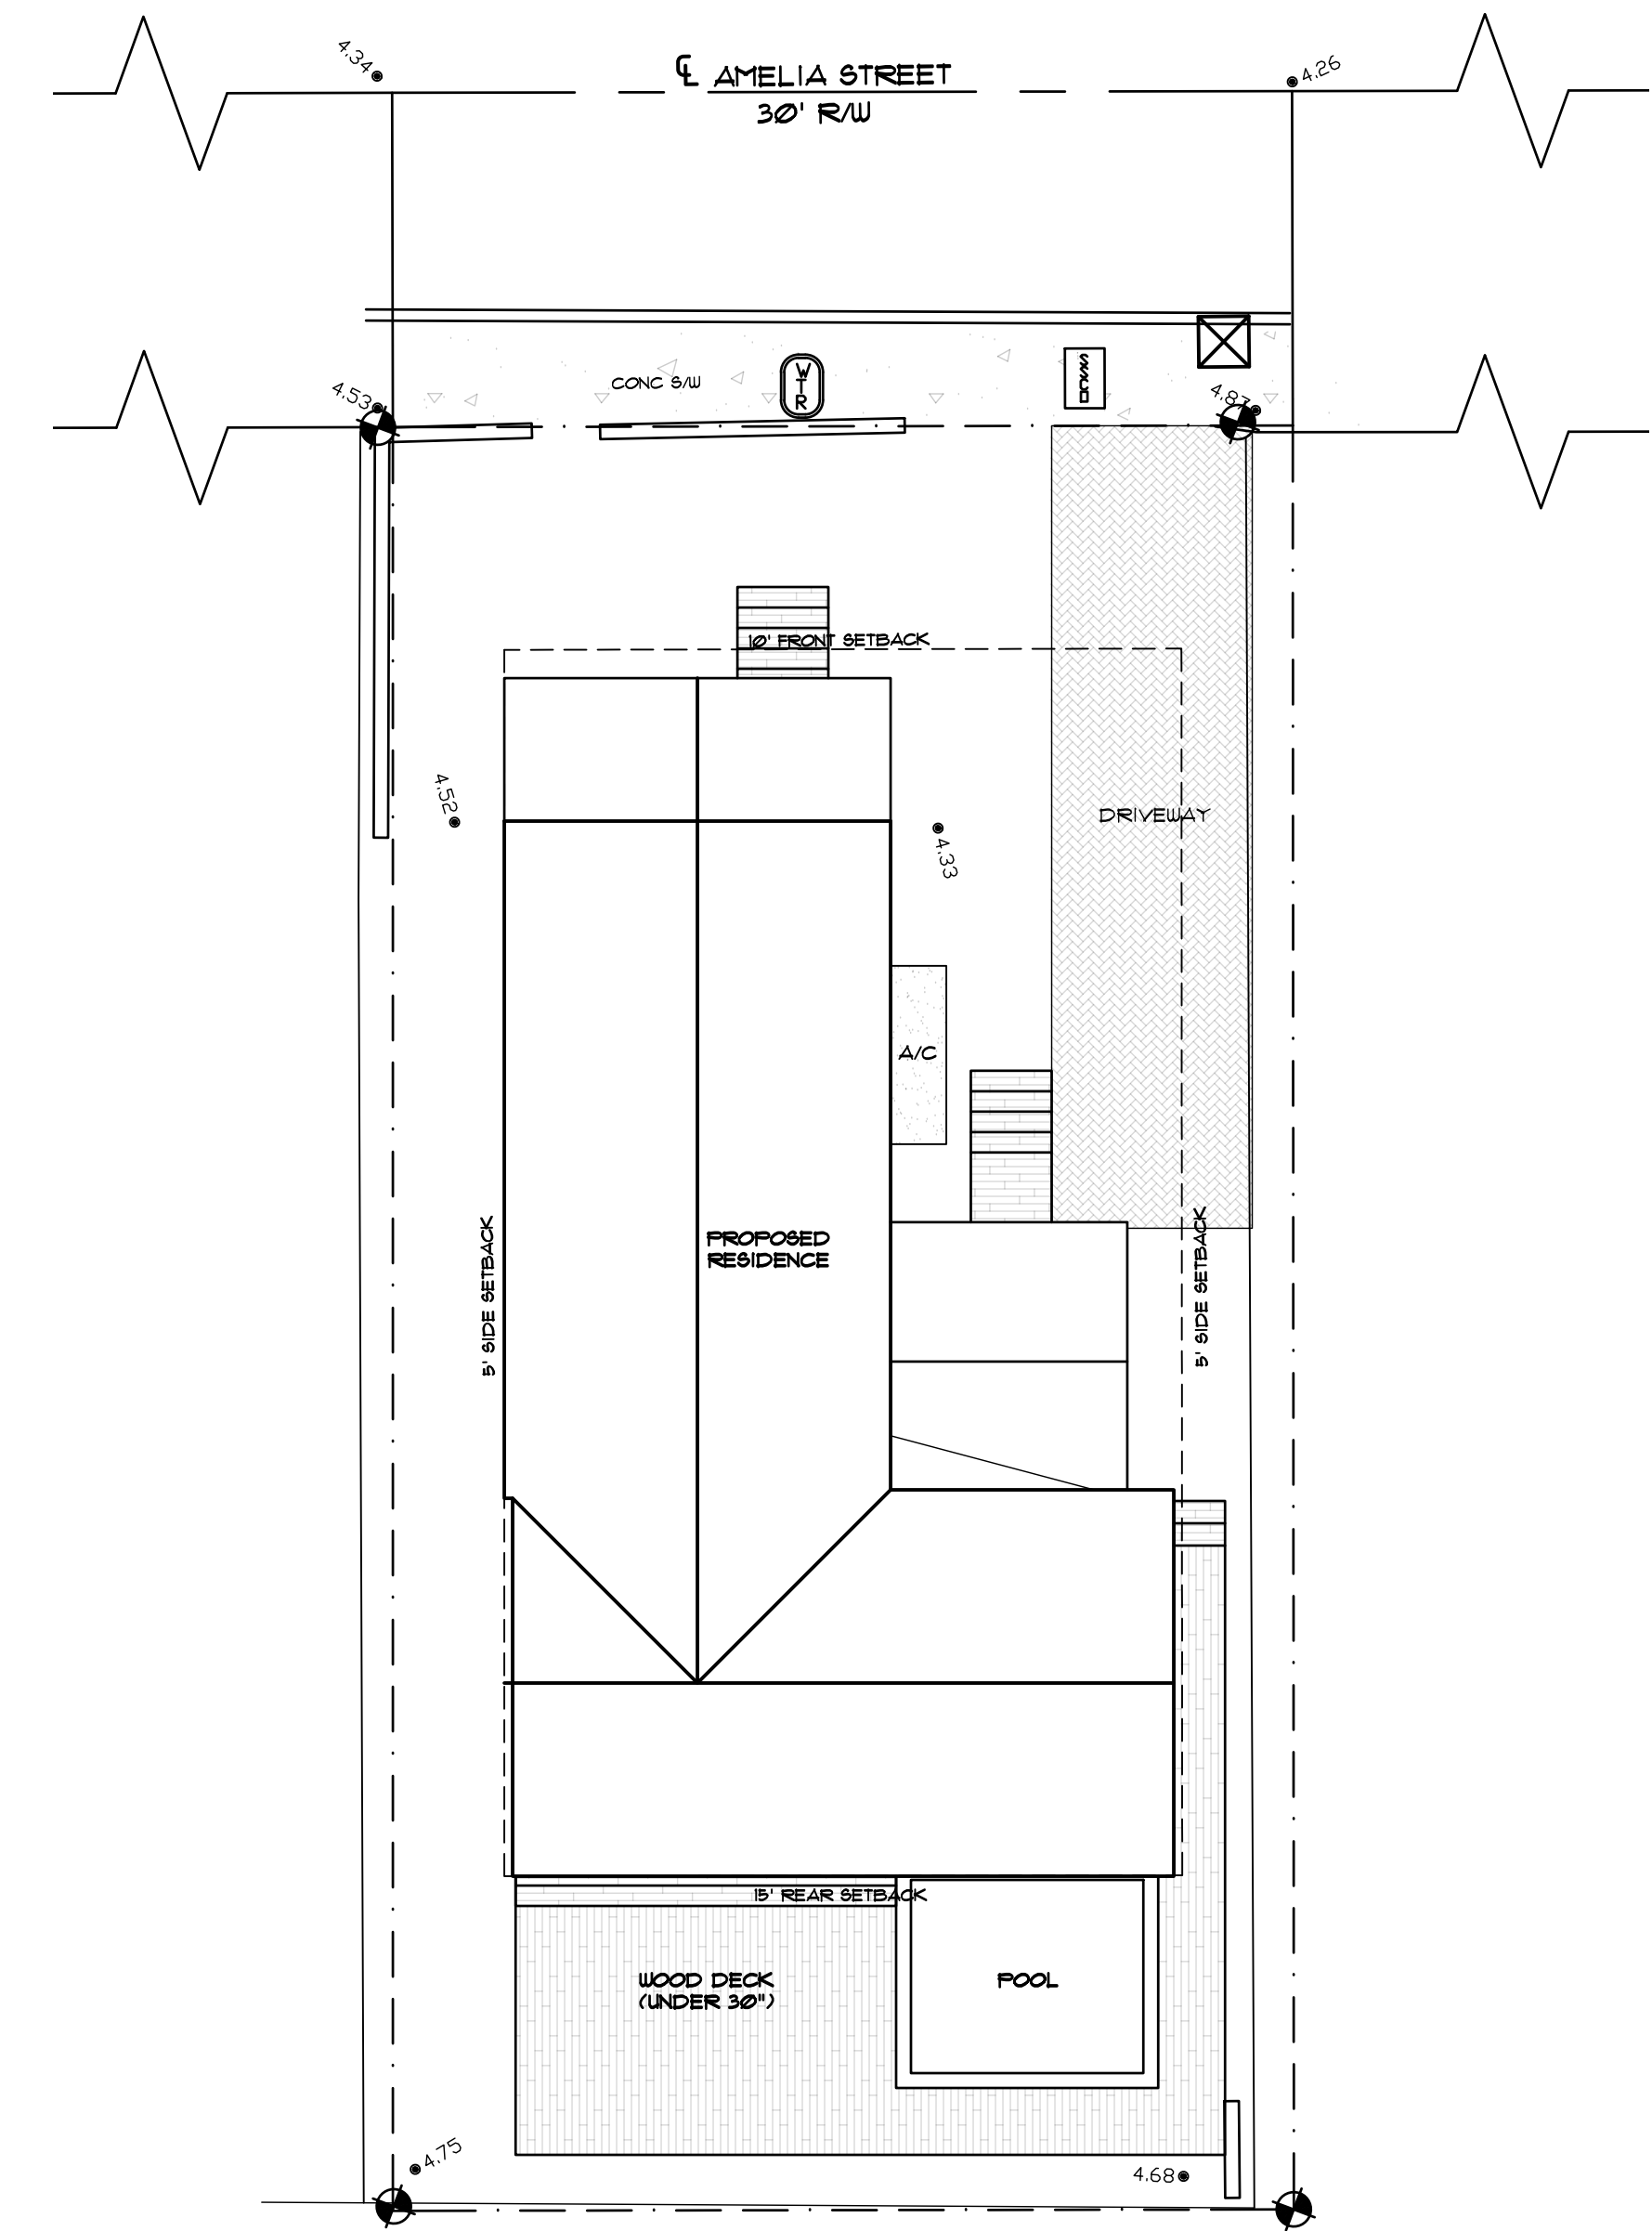 4.34
℄ AMELIA STREET
4.26
30' R/W
CONC S/W
WTR
4.53
4.87
10' FRONT SETBACK
4.52
DRIVEWAY
4.33
A/C
PROPOSED
RESIDENCE
5' SIDE SETBACK
5' SIDE SETBACK
15' REAR SETBACK
WOOD DECK
(UNDER 30")
POOL
4.75
4.68